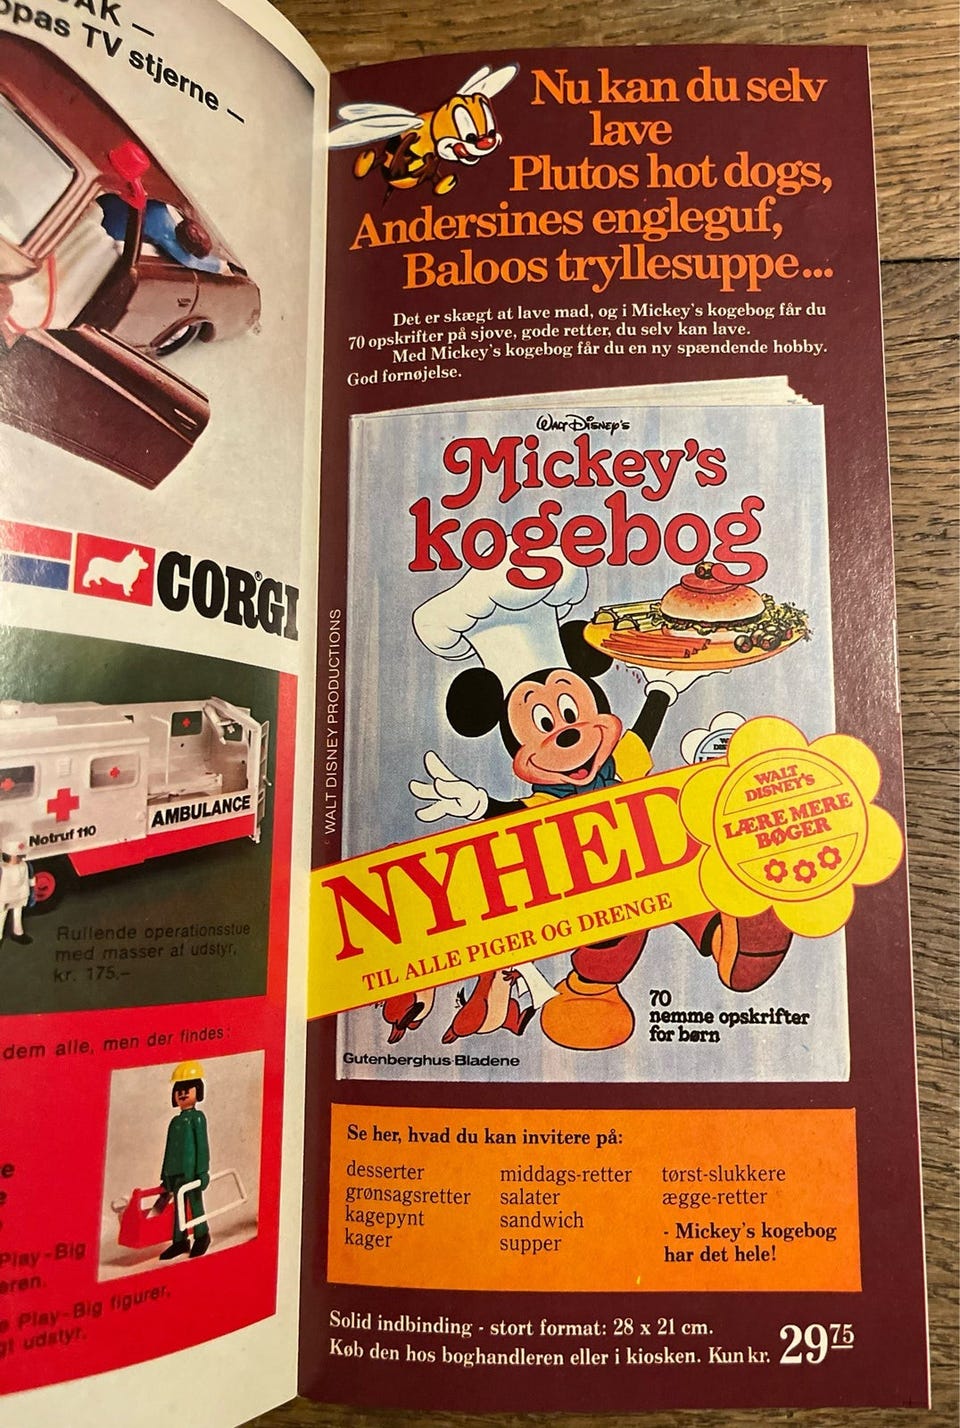 AK –
ppas TV stjerne –
CORGI
AMBULANCE
Notruf 110
Rullende operationsstue
med masser af udstyr,
kr. 175,–
dem alle, men der findes:
Play-Big
Play-Big figurer,
udstyr.
Nu kan du selv
lave
Plutos hot dogs,
Andersines engleguf,
Baloos tryllesuppe...
Det er skægt at lave mad, og i Mickey's kogebog får du
70 opskrifter på sjove, gode retter, du selv kan lave.
Med Mickey's kogebog får du en ny spændende hobby.
God fornøjelse.
WALT DISNEY PRODUCTIONS
WALT DISNEY'S
Mickey's
kogebog
NYHED
TIL ALLE PIGER OG DRENGE
WALT
DISNEY'S
LÆRE MERE
BØGER
70
nemme opskrifter
for børn
Gutenberghus-Bladene
Se her, hvad du kan invitere på:
desserter
grønsagsretter
kagepynt
kager
middags-retter
salater
sandwich
supper
tørst-slukkere
ægge-retter
- Mickey's kogebog
har det hele!
Solid indbinding - stort format: 28 x 21 cm.
Køb den hos boghandleren eller i kiosken. Kun kr. 29 75